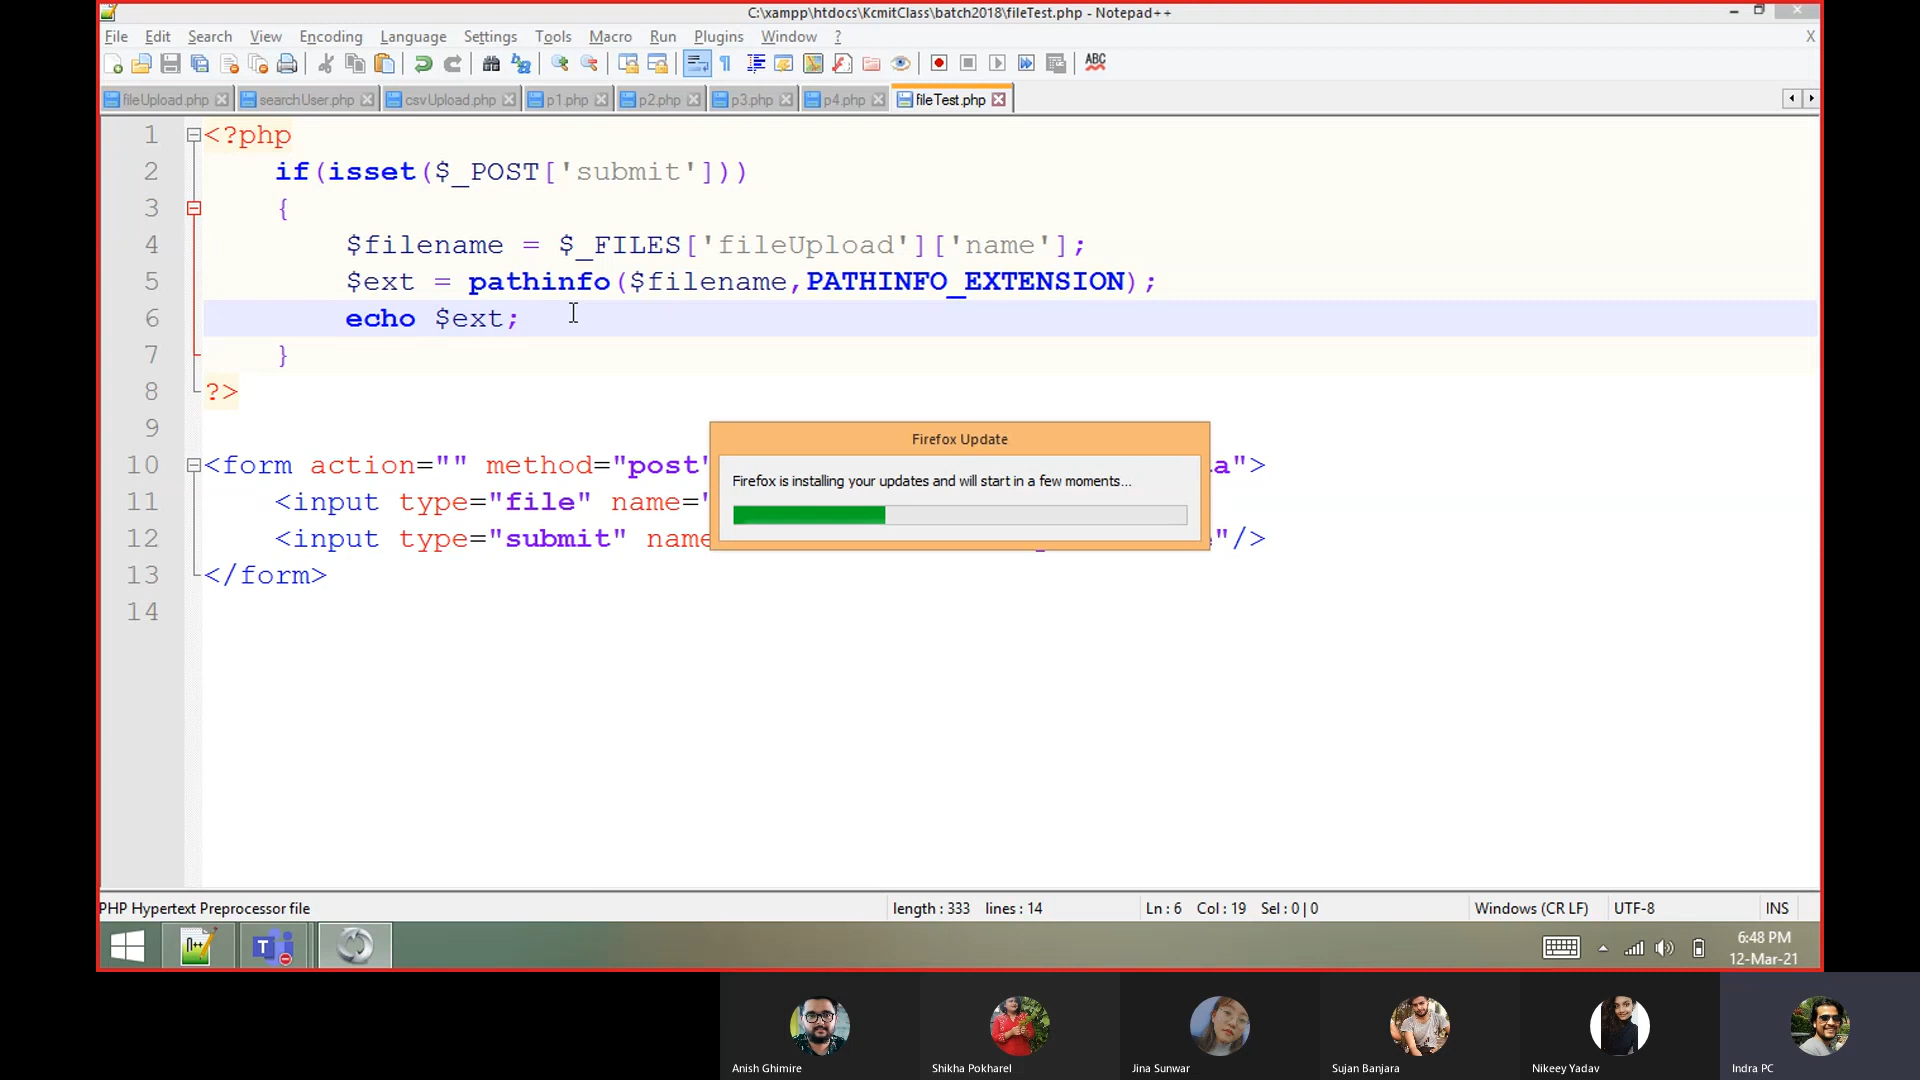 C:\xampp\htdocs\KcmitClass\batch2018\fileTest.php - Notepad++
File Edit Search View Encoding Language Settings Tools Macro Run Plugins Window ? X
ABC
fileUpload.php searchUser.php csvUpload.php p1.php p2.php p3.php p4.php fileTest.php
1 <?php
2 if(isset($_POST['submit']))
3 {
4 $filename = $_FILES['fileUpload']['name'];
5 $ext = pathinfo($filename,PATHINFO_EXTENSION);
6 echo $ext;
7 }
8 ?>
9
10 <form action="" method="post" a">
11 <input type="file" name="
12 <input type="submit" name "/>
13 </form>
14
Firefox Update
Firefox is installing your updates and will start in a few moments...
PHP Hypertext Preprocessor file length : 333 lines : 14 Ln : 6 Col : 19 Sel : 0 | 0 Windows (CR LF) UTF-8 INS
6:48 PM
12-Mar-21
Anish Ghimire Shikha Pokharel Jina Sunwar Sujan Banjara Nikeey Yadav Indra PC